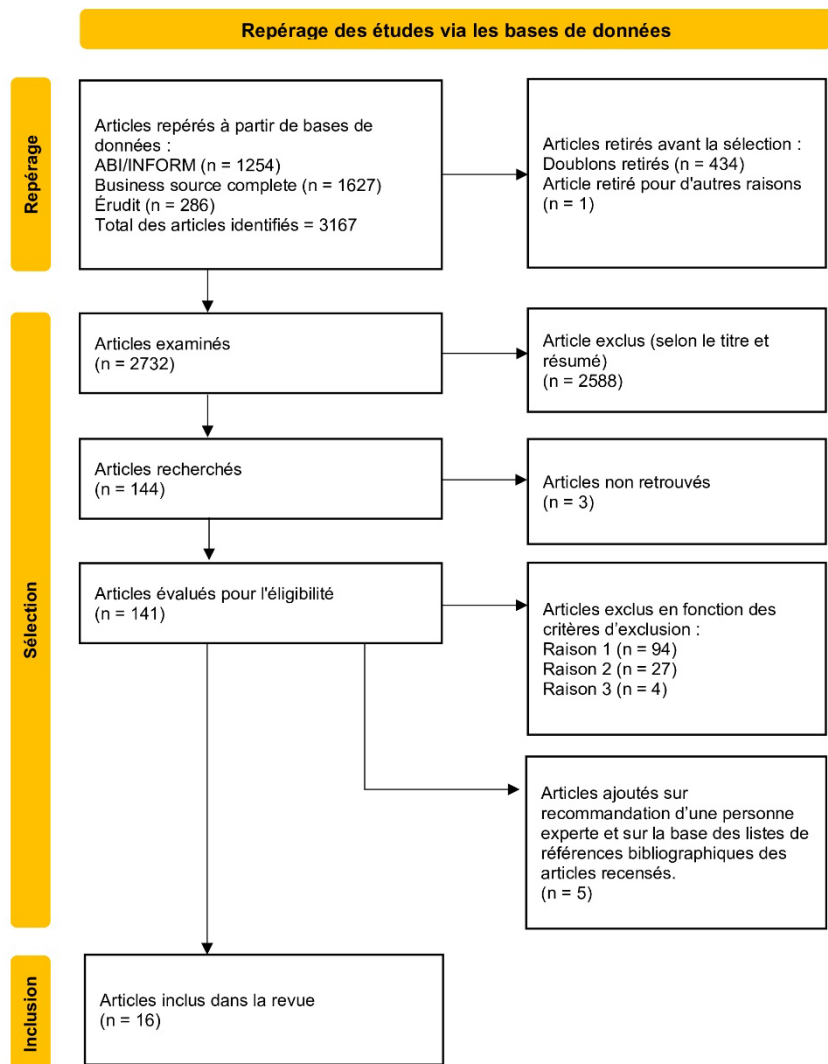 Repérage des études via les bases de données
Repérage
Articles repérés à partir de bases de
données :
ABI/INFORM (n = 1254)
Business source complete (n = 1627)
Érudit (n = 286)
Total des articles identifiés = 3167
Articles retirés avant la sélection :
Doublons retirés (n = 434)
Article retiré pour d'autres raisons
(n = 1)
Sélection
Articles examinés
(n = 2732)
Article exclus (selon le titre et
résumé)
(n = 2588)
Articles recherchés
(n = 144)
Articles non retrouvés
(n = 3)
Articles évalués pour l'éligibilité
(n = 141)
Articles exclus en fonction des
critères d'exclusion :
Raison 1 (n = 94)
Raison 2 (n = 27)
Raison 3 (n = 4)
Articles ajoutés sur
recommandation d'une personne
experte et sur la base des listes de
références bibliographiques des
articles recensés.
(n = 5)
Inclusion
Articles inclus dans la revue
(n = 16)